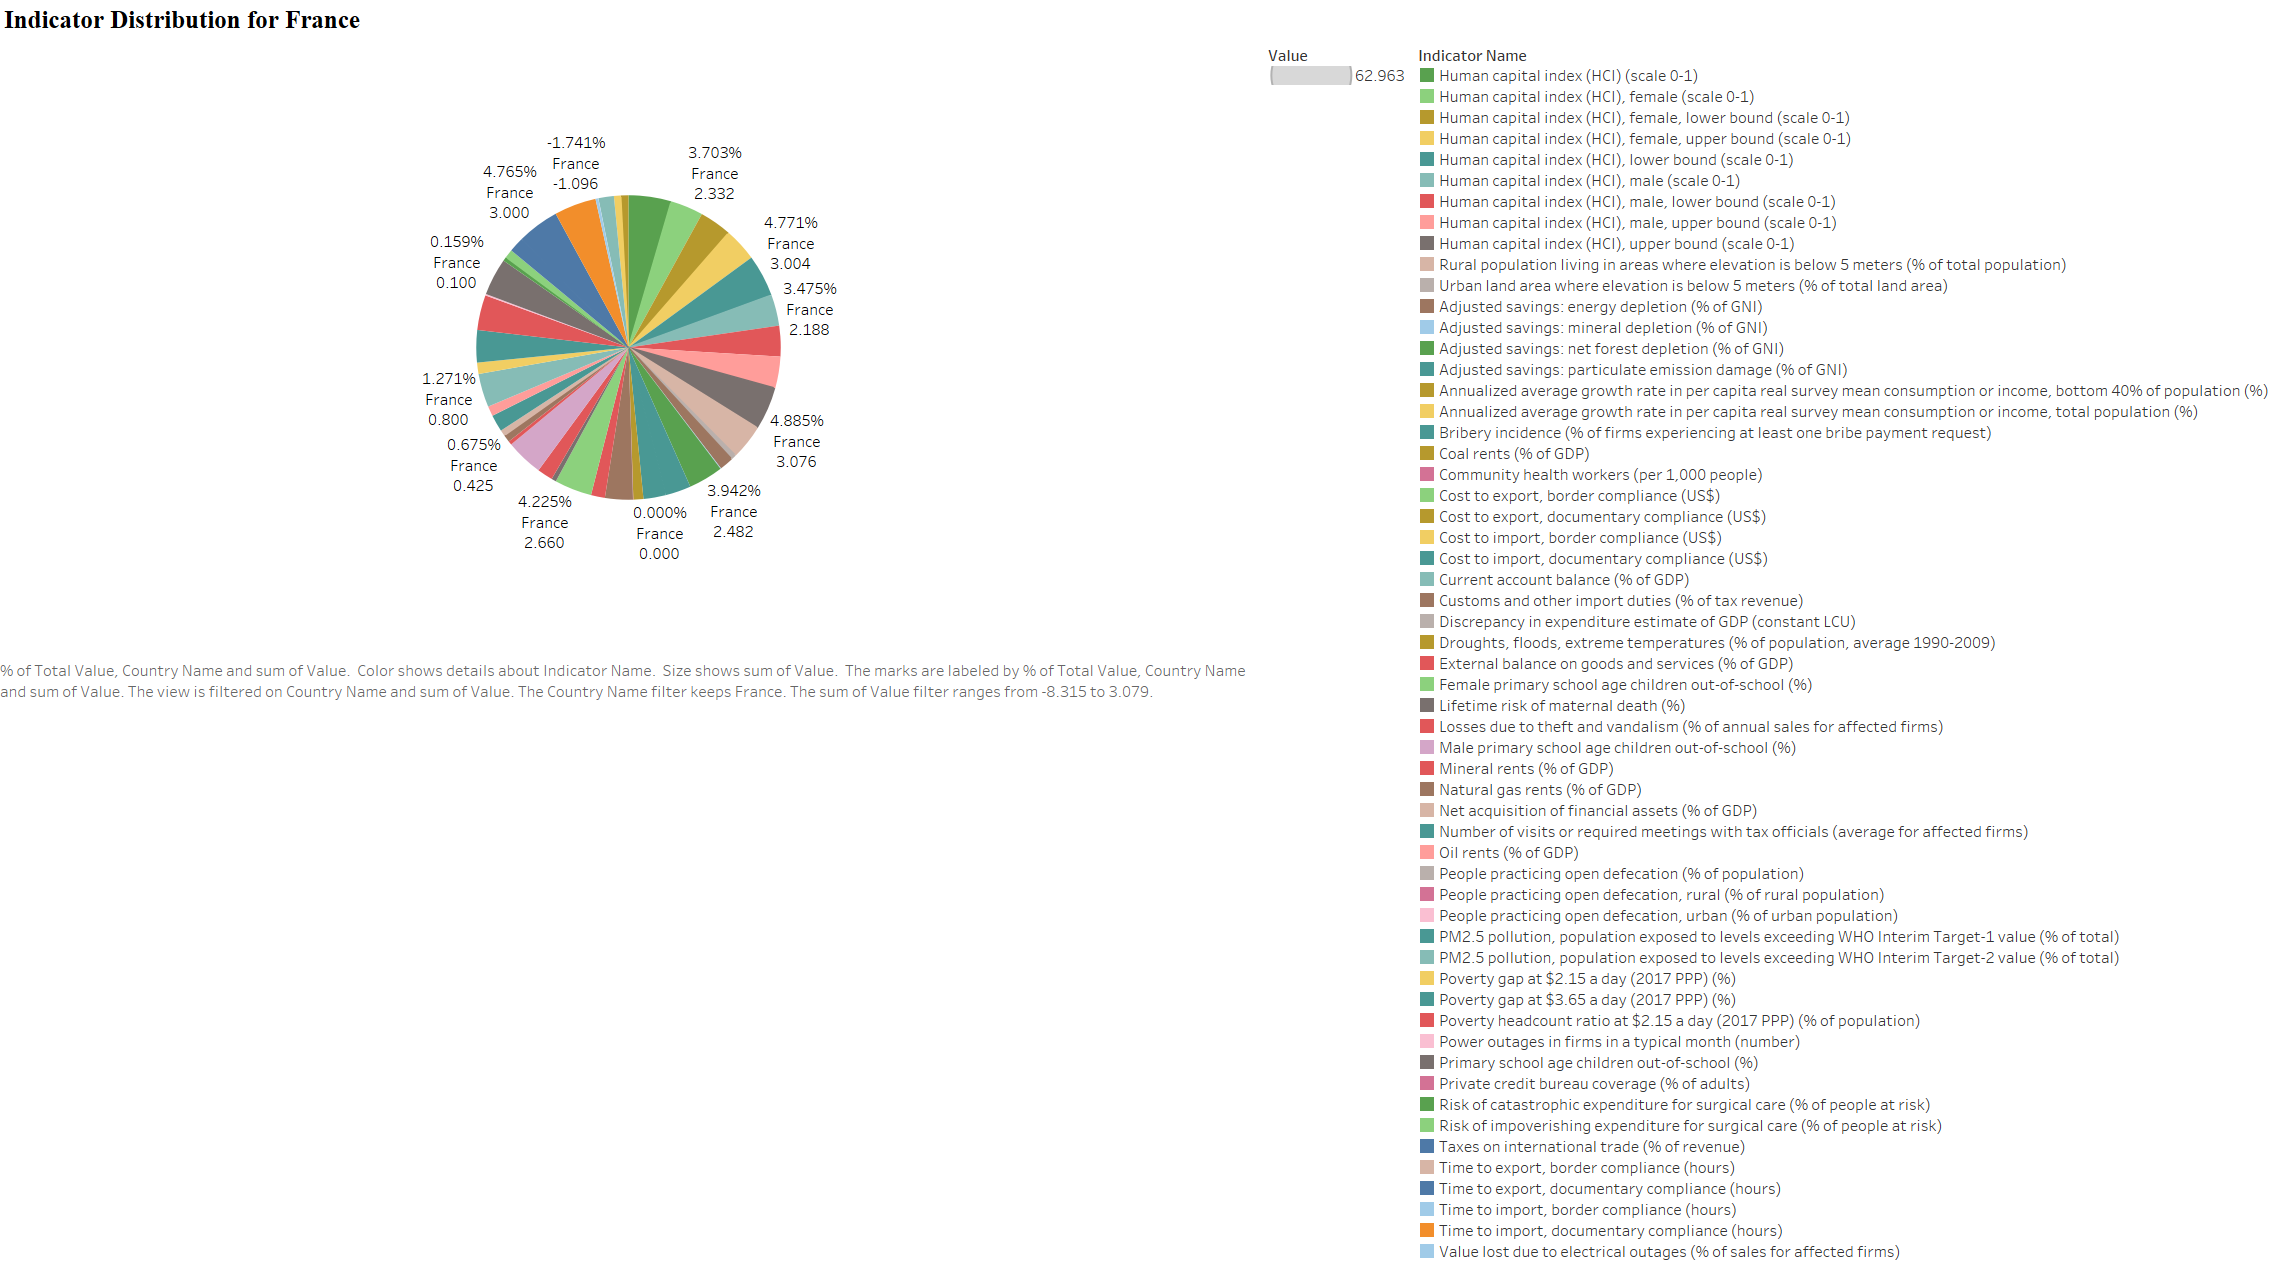 Indicator Distribution for France
-1.741%
France
-1.096
3.703%
France
2.332
4.765%
France
3.000
4.771%
France
3.004
0.159%
France
0.100
3.475%
France
2.188
1.271%
France
0.800
4.885%
France
3.076
0.675%
France
0.425
3.942%
France
2.482
4.225%
France
2.660
0.000%
France
0.000
% of Total Value, Country Name and sum of Value.  Color shows details about Indicator Name.  Size shows sum of Value.  The marks are labeled by % of Total Value, Country Name
and sum of Value. The view is filtered on Country Name and sum of Value. The Country Name filter keeps France. The sum of Value filter ranges from -8.315 to 3.079.
Value
62.963
Indicator Name
Human capital index (HCI) (scale 0-1)
Human capital index (HCI), female (scale 0-1)
Human capital index (HCI), female, lower bound (scale 0-1)
Human capital index (HCI), female, upper bound (scale 0-1)
Human capital index (HCI), lower bound (scale 0-1)
Human capital index (HCI), male (scale 0-1)
Human capital index (HCI), male, lower bound (scale 0-1)
Human capital index (HCI), male, upper bound (scale 0-1)
Human capital index (HCI), upper bound (scale 0-1)
Rural population living in areas where elevation is below 5 meters (% of total population)
Urban land area where elevation is below 5 meters (% of total land area)
Adjusted savings: energy depletion (% of GNI)
Adjusted savings: mineral depletion (% of GNI)
Adjusted savings: net forest depletion (% of GNI)
Adjusted savings: particulate emission damage (% of GNI)
Annualized average growth rate in per capita real survey mean consumption or income, bottom 40% of population (%)
Annualized average growth rate in per capita real survey mean consumption or income, total population (%)
Bribery incidence (% of firms experiencing at least one bribe payment request)
Coal rents (% of GDP)
Community health workers (per 1,000 people)
Cost to export, border compliance (US$)
Cost to export, documentary compliance (US$)
Cost to import, border compliance (US$)
Cost to import, documentary compliance (US$)
Current account balance (% of GDP)
Customs and other import duties (% of tax revenue)
Discrepancy in expenditure estimate of GDP (constant LCU)
Droughts, floods, extreme temperatures (% of population, average 1990-2009)
External balance on goods and services (% of GDP)
Female primary school age children out-of-school (%)
Lifetime risk of maternal death (%)
Losses due to theft and vandalism (% of annual sales for affected firms)
Male primary school age children out-of-school (%)
Mineral rents (% of GDP)
Natural gas rents (% of GDP)
Net acquisition of financial assets (% of GDP)
Number of visits or required meetings with tax officials (average for affected firms)
Oil rents (% of GDP)
People practicing open defecation (% of population)
People practicing open defecation, rural (% of rural population)
People practicing open defecation, urban (% of urban population)
PM2.5 pollution, population exposed to levels exceeding WHO Interim Target-1 value (% of total)
PM2.5 pollution, population exposed to levels exceeding WHO Interim Target-2 value (% of total)
Poverty gap at $2.15 a day (2017 PPP) (%)
Poverty gap at $3.65 a day (2017 PPP) (%)
Poverty headcount ratio at $2.15 a day (2017 PPP) (% of population)
Power outages in firms in a typical month (number)
Primary school age children out-of-school (%)
Private credit bureau coverage (% of adults)
Risk of catastrophic expenditure for surgical care (% of people at risk)
Risk of impoverishing expenditure for surgical care (% of people at risk)
Taxes on international trade (% of revenue)
Time to export, border compliance (hours)
Time to export, documentary compliance (hours)
Time to import, border compliance (hours)
Time to import, documentary compliance (hours)
Value lost due to electrical outages (% of sales for affected firms)